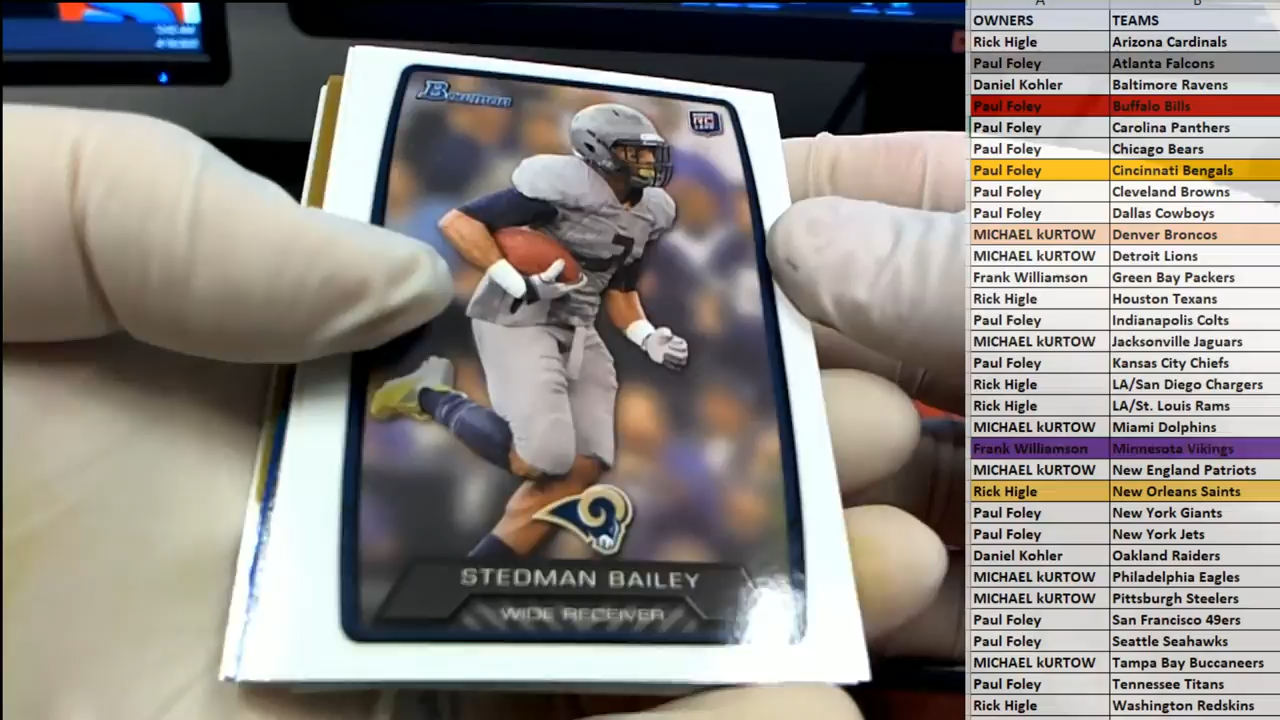 Bowman
STEDMAN BAILEY
WIDE RECEIVER
7
A B
OWNERS TEAMS
Rick Higle Arizona Cardinals
Paul Foley Atlanta Falcons
Daniel Kohler Baltimore Ravens
Paul Foley Buffalo Bills
Paul Foley Carolina Panthers
Paul Foley Chicago Bears
Paul Foley Cincinnati Bengals
Paul Foley Cleveland Browns
Paul Foley Dallas Cowboys
MICHAEL kURTOW Denver Broncos
MICHAEL kURTOW Detroit Lions
Frank Williamson Green Bay Packers
Rick Higle Houston Texans
Paul Foley Indianapolis Colts
MICHAEL kURTOW Jacksonville Jaguars
Paul Foley Kansas City Chiefs
Rick Higle LA/San Diego Chargers
Rick Higle LA/St. Louis Rams
MICHAEL kURTOW Miami Dolphins
Frank Williamson Minnesota Vikings
MICHAEL kURTOW New England Patriots
Rick Higle New Orleans Saints
Paul Foley New York Giants
Paul Foley New York Jets
Daniel Kohler Oakland Raiders
MICHAEL kURTOW Philadelphia Eagles
MICHAEL kURTOW Pittsburgh Steelers
Paul Foley San Francisco 49ers
Paul Foley Seattle Seahawks
MICHAEL kURTOW Tampa Bay Buccaneers
Paul Foley Tennessee Titans
Rick Higle Washington Redskins